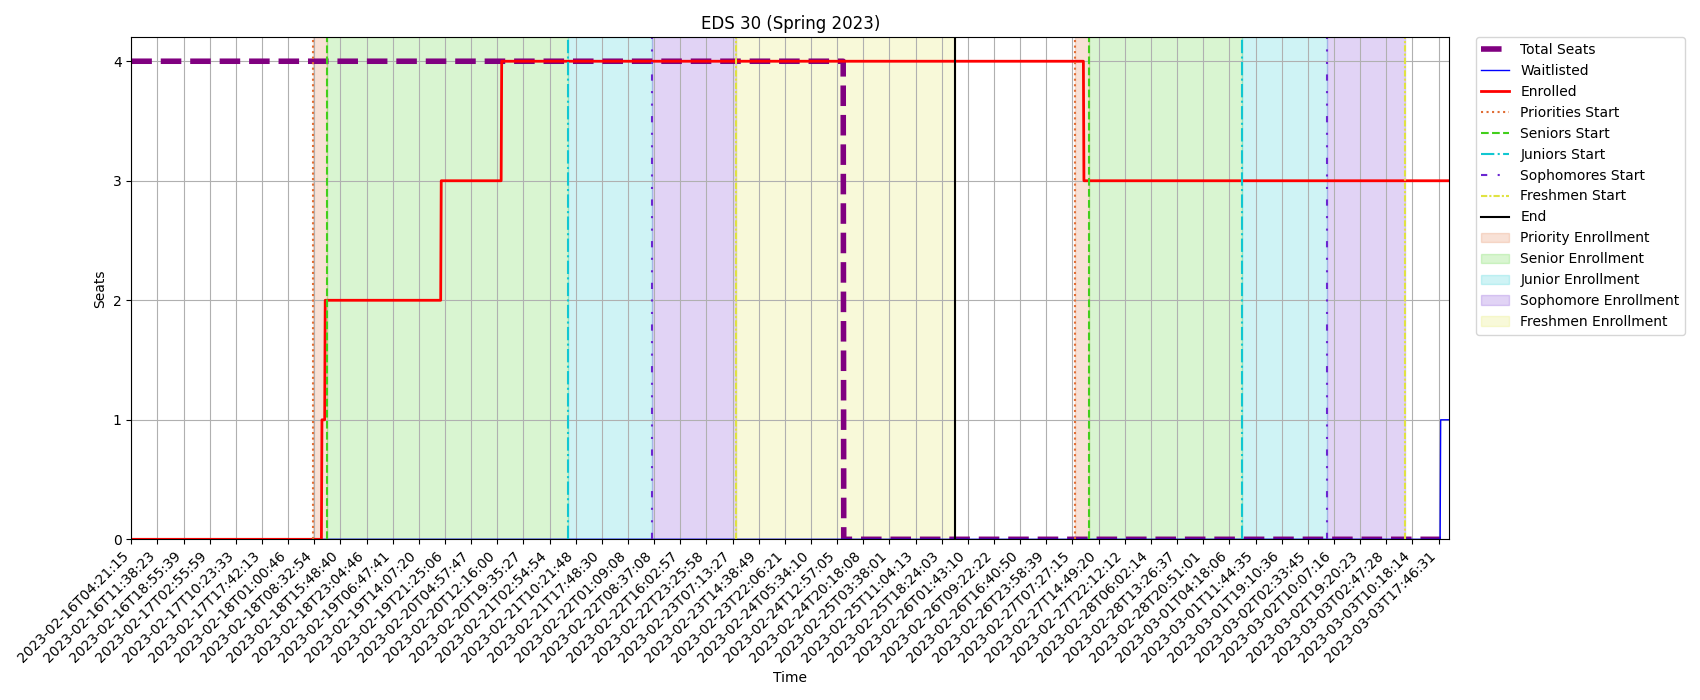 EDS 30 (Spring 2023)
Seats
4
3
2
1
0
2023-02-16T04:21:15
2023-02-16T11:38:23
2023-02-16T18:55:39
2023-02-17T02:55:59
2023-02-17T10:23:33
2023-02-17T17:42:13
2023-02-18T01:00:46
2023-02-18T08:32:54
2023-02-18T15:48:40
2023-02-18T23:04:46
2023-02-19T06:47:41
2023-02-19T14:07:20
2023-02-19T21:25:06
2023-02-20T04:57:47
2023-02-20T12:16:00
2023-02-20T19:35:27
2023-02-21T02:54:54
2023-02-21T10:21:48
2023-02-21T17:48:30
2023-02-22T01:09:08
2023-02-22T08:37:08
2023-02-22T16:02:57
2023-02-22T23:25:58
2023-02-23T07:13:27
2023-02-23T14:38:49
2023-02-23T22:06:21
2023-02-24T05:34:10
2023-02-24T12:57:05
2023-02-24T20:18:08
2023-02-25T03:38:01
2023-02-25T11:04:13
2023-02-25T18:24:03
2023-02-26T01:43:10
2023-02-26T09:22:22
2023-02-26T16:40:50
2023-02-26T23:58:39
2023-02-27T07:27:15
2023-02-27T14:49:20
2023-02-27T22:12:12
2023-02-28T06:02:14
2023-02-28T13:26:37
2023-02-28T20:51:01
2023-03-01T04:18:06
2023-03-01T11:44:35
2023-03-01T19:10:36
2023-03-02T02:33:45
2023-03-02T10:07:16
2023-03-02T19:20:23
2023-03-03T02:47:28
2023-03-03T10:18:14
2023-03-03T17:46:31
Time
Total Seats
Waitlisted
Enrolled
Priorities Start
Seniors Start
Juniors Start
Sophomores Start
Freshmen Start
End
Priority Enrollment
Senior Enrollment
Junior Enrollment
Sophomore Enrollment
Freshmen Enrollment